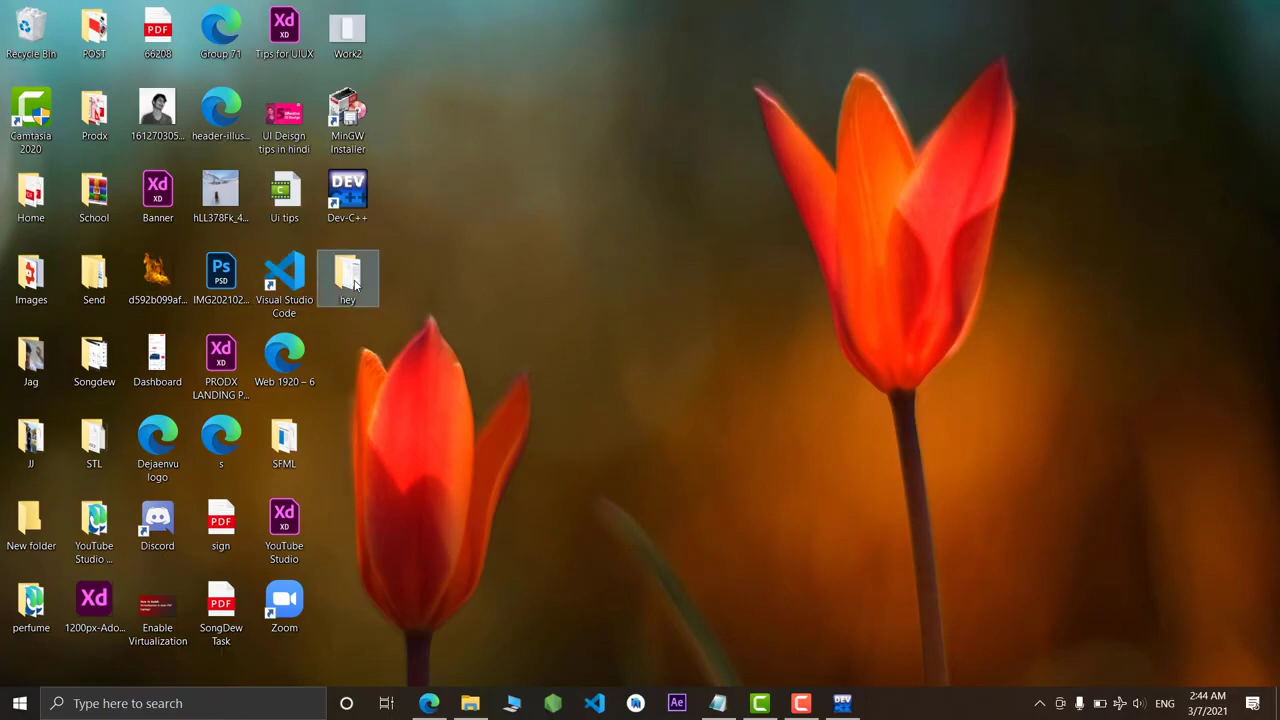 Recycle Bin
POST
66208
Group 71
Tips for UIUX
Work2
Camtasia 2020
Prodx
161270305...
header-illus...
UI Deisgn tips in hindi
MinGW Installer
Home
School
Banner
hLL378Fk_4...
Ui tips
Dev-C++
Images
Send
d592b099af...
IMG202102...
Visual Studio Code
hey
Jag
Songdew
Dashboard
PRODX LANDING P...
Web 1920 – 6
JJ
STL
Dejaenvu logo
s
SFML
New folder
YouTube Studio ...
Discord
sign
YouTube Studio
perfume
1200px-Ado...
Enable Virtualization
SongDew Task
Zoom
Type here to search
ENG
2:44 AM
3/7/2021